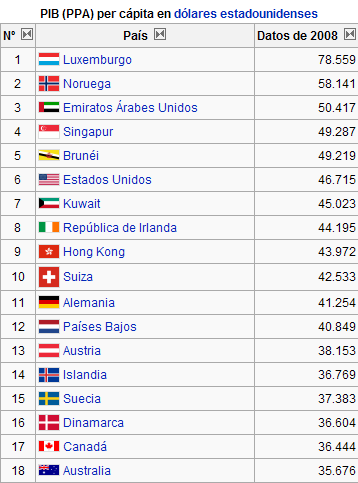 PIB (PPA) per cápita en dólares estadounidenses
Nº País Datos de 2008
1 Luxemburgo 78.559
2 Noruega 58.141
3 Emiratos Árabes Unidos 50.417
4 Singapur 49.287
5 Brunéi 49.219
6 Estados Unidos 46.715
7 Kuwait 45.023
8 República de Irlanda 44.195
9 Hong Kong 43.972
10 Suiza 42.533
11 Alemania 41.254
12 Países Bajos 40.849
13 Austria 38.153
14 Islandia 36.769
15 Suecia 37.383
16 Dinamarca 36.604
17 Canadá 36.444
18 Australia 35.676